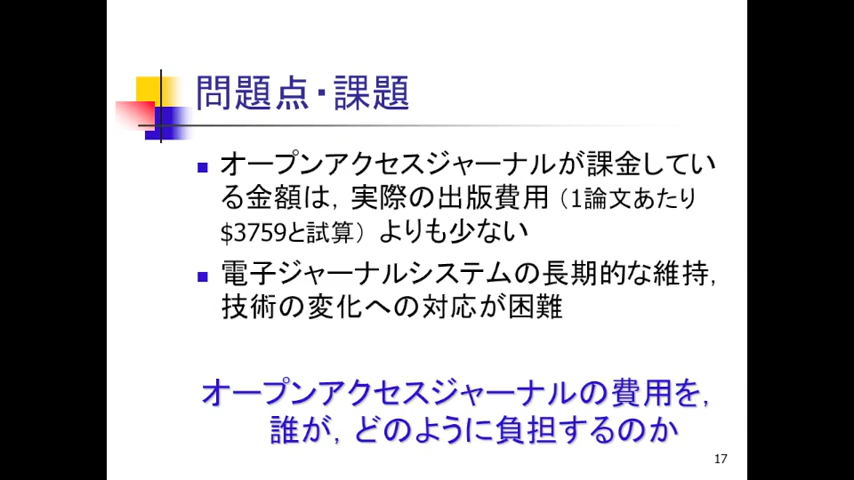 問題点・課題
オープンアクセスジャーナルが課金してい
る金額は，実際の出版費用（1論文あたり
$3759と試算）よりも少ない
電子ジャーナルシステムの長期的な維持，
技術の変化への対応が困難
オープンアクセスジャーナルの費用を，
誰が，どのように負担するのか
17